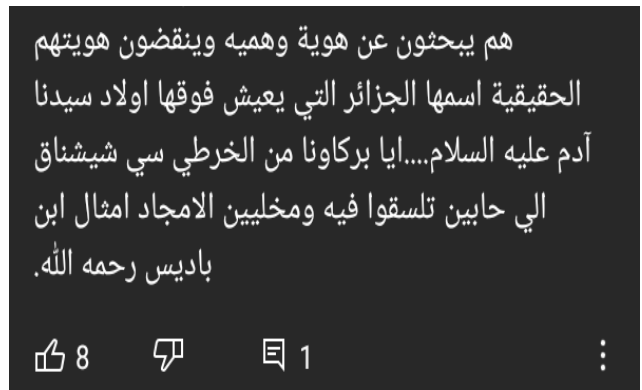 هم يبحثون عن هوية وهميه وينقضون هويتهم
الحقيقية اسمها الجزائر التي يعيش فوقها اولاد سيدنا
آدم عليه السلام....ايا بركاونا من الخرطي سي شيشناق
الي حابين تلسقوا فيه ومخليين الامجاد امثال ابن
باديس رحمه الله.
8 1